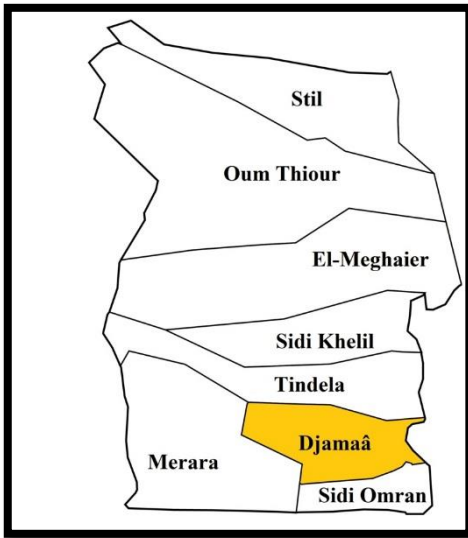 Stil
Oum Thiour
El-Meghaier
Sidi Khelil
Tindela
Djamaâ
Merara
Sidi Omran